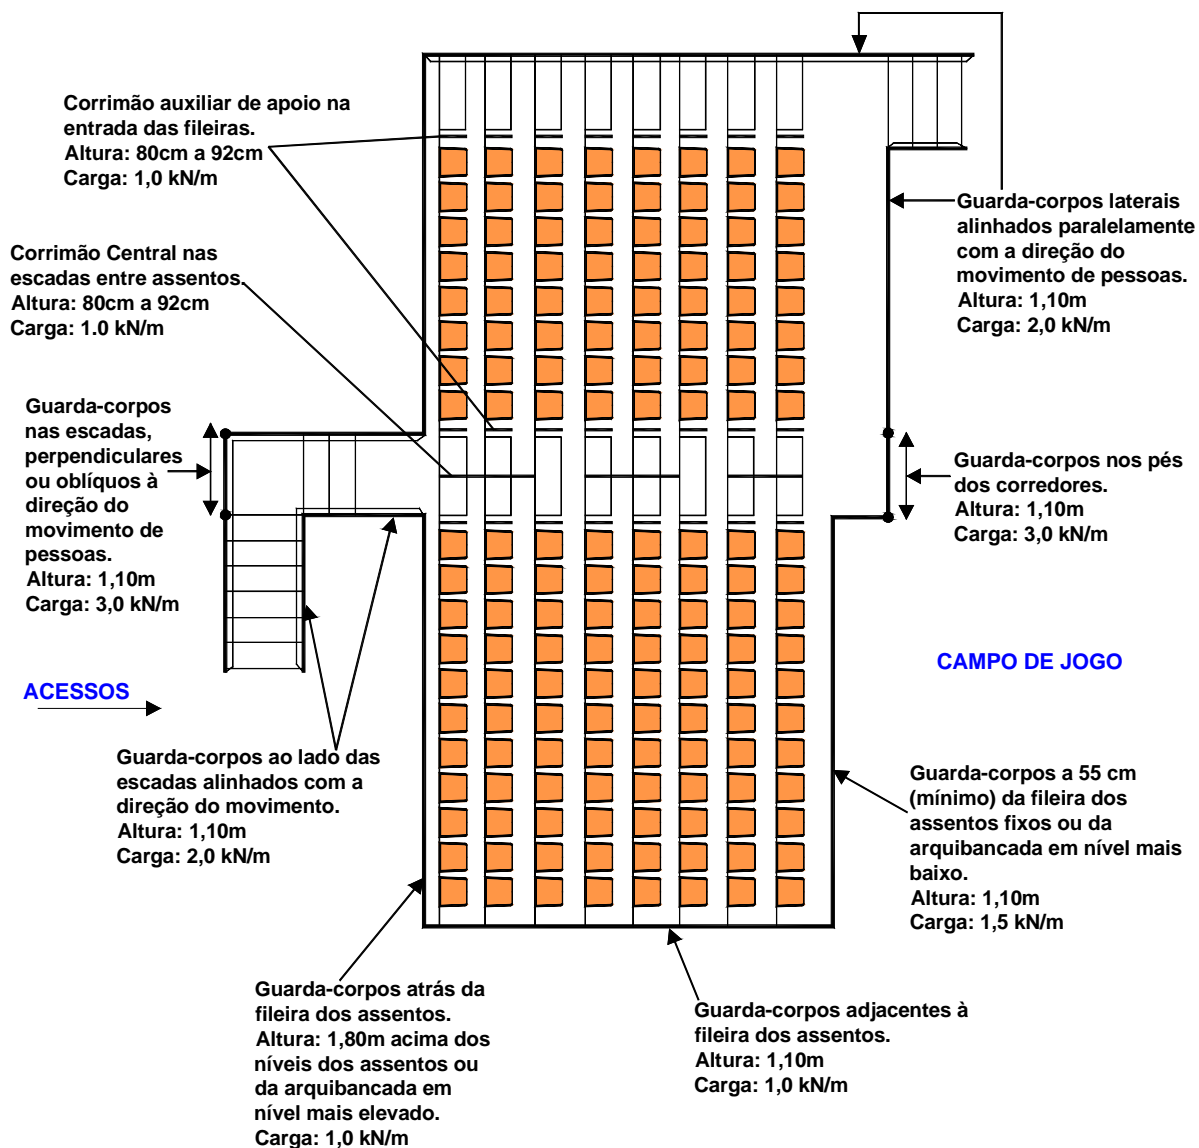 Corrimão auxiliar de apoio na
entrada das fileiras.
Altura: 80cm a 92cm
Carga: 1,0 kN/m
Corrimão Central nas
escadas entre assentos.
Altura: 80cm a 92cm
Carga: 1.0 kN/m
Guarda-corpos
nas escadas,
perpendiculares
ou oblíquos à
direção do
movimento de
pessoas.
Altura: 1,10m
Carga: 3,0 kN/m
ACESSOS
Guarda-corpos ao lado das
escadas alinhados com a
direção do movimento.
Altura: 1,10m
Carga: 2,0 kN/m
Guarda-corpos atrás da
fileira dos assentos.
Altura: 1,80m acima dos
níveis dos assentos ou
da arquibancada em
nível mais elevado.
Carga: 1,0 kN/m
Guarda-corpos laterais
alinhados paralelamente
com a direção do
movimento de pessoas.
Altura: 1,10m
Carga: 2,0 kN/m
Guarda-corpos nos pés
dos corredores.
Altura: 1,10m
Carga: 3,0 kN/m
CAMPO DE JOGO
Guarda-corpos a 55 cm
(mínimo) da fileira dos
assentos fixos ou da
arquibancada em nível mais
baixo.
Altura: 1,10m
Carga: 1,5 kN/m
Guarda-corpos adjacentes à
fileira dos assentos.
Altura: 1,10m
Carga: 1,0 kN/m